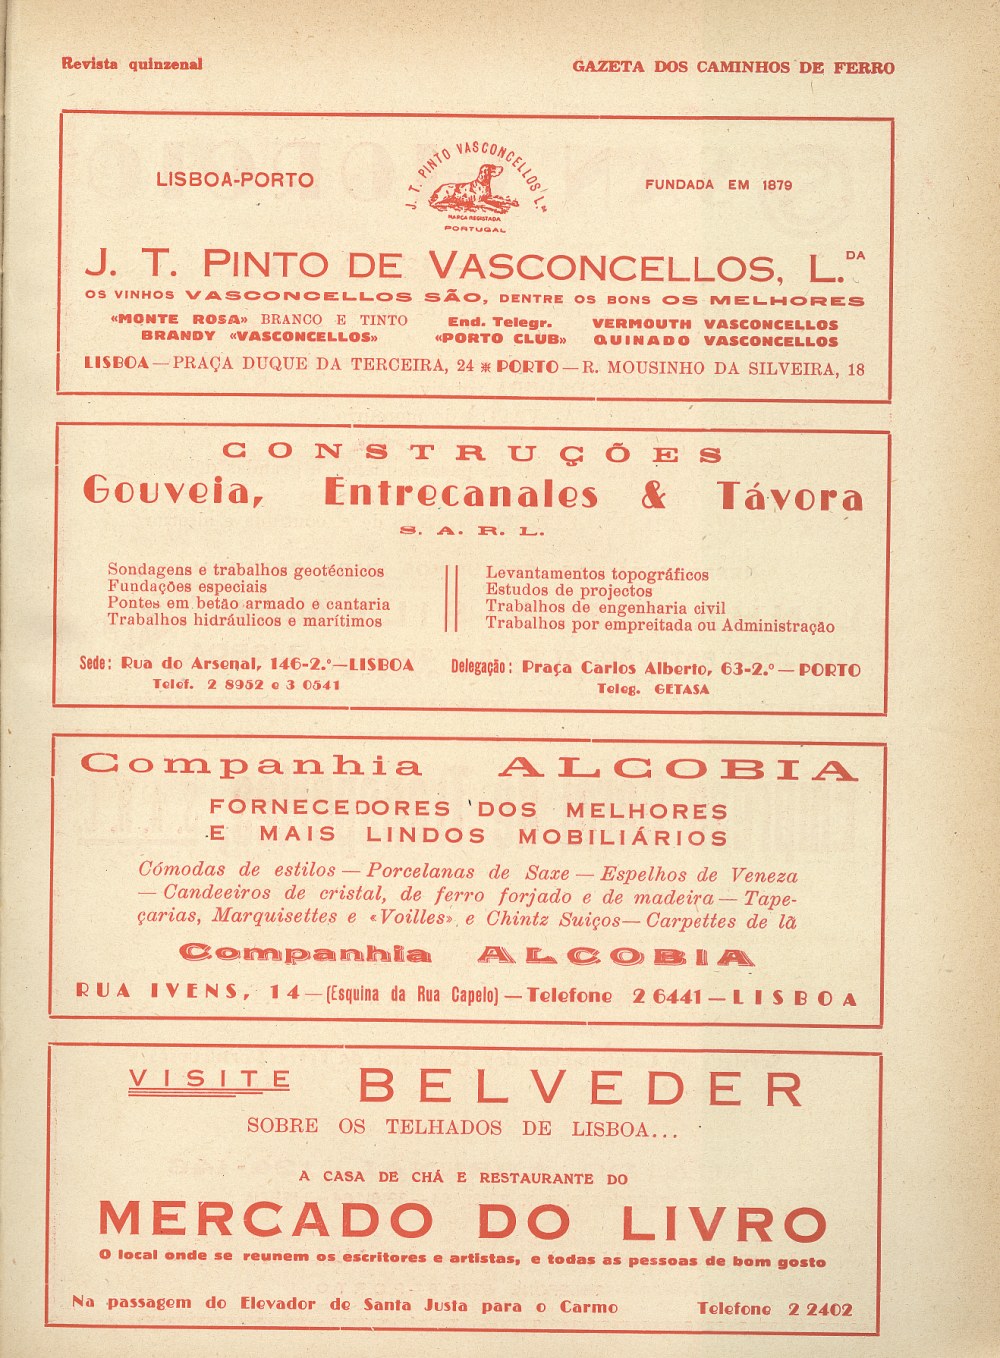 Revista quinzenal
GAZETA DOS CAMINHOS DE FERRO
LISBOA-PORTO
J. T. PINTO VASCONCELLOS, L.DA
MARCA REGISTADA
PORTUGAL
FUNDADA EM 1879
J. T. PINTO DE VASCONCELLOS, L.DA
OS VINHOS VASCONCELLOS SÃO, DENTRE OS BONS OS MELHORES
«MONTE ROSA» BRANCO E TINTO
BRANDY «VASCONCELLOS»
End. Telegr.
«PORTO CLUB»
VERMOUTH VASCONCELLOS
QUINADO VASCONCELLOS
LISBOA — PRAÇA DUQUE DA TERCEIRA, 24 * PORTO — R. MOUSINHO DA SILVEIRA, 18
CONSTRUÇÕES
Gouveia, Entrecanales & Távora
S. A. R. L.
Sondagens e trabalhos geotécnicos
Fundações especiais
Pontes em betão armado e cantaria
Trabalhos hidráulicos e marítimos
Levantamentos topográficos
Estudos de projectos
Trabalhos de engenharia civil
Trabalhos por empreitada ou Administração
Sede: Rua do Arsenal, 146-2.º—LISBOA
Telef. 2 8952 e 3 0541
Delegação: Praça Carlos Alberto, 63-2.º — PORTO
Teleg. GETASA
Companhia ALCOBIA
FORNECEDORES DOS MELHORES
E MAIS LINDOS MOBILIÁRIOS
Cómodas de estilos — Porcelanas de Saxe — Espelhos de Veneza
— Candeeiros de cristal, de ferro forjado e de madeira — Tape-
çarias, Marquisettes e «Voilles» e Chintz Suiços — Carpettes de lã
Companhia ALCOBIA
RUA IVENS, 14 — (Esquina da Rua Capelo) — Telefone 2 6441 — LISBOA
VISITE BELVEDER
SOBRE OS TELHADOS DE LISBOA...
A CASA DE CHÁ E RESTAURANTE DO
MERCADO DO LIVRO
O local onde se reunem os escritores e artistas, e todas as pessoas de bom gosto
Na passagem do Elevador de Santa Justa para o Carmo
Telefone 2 2402